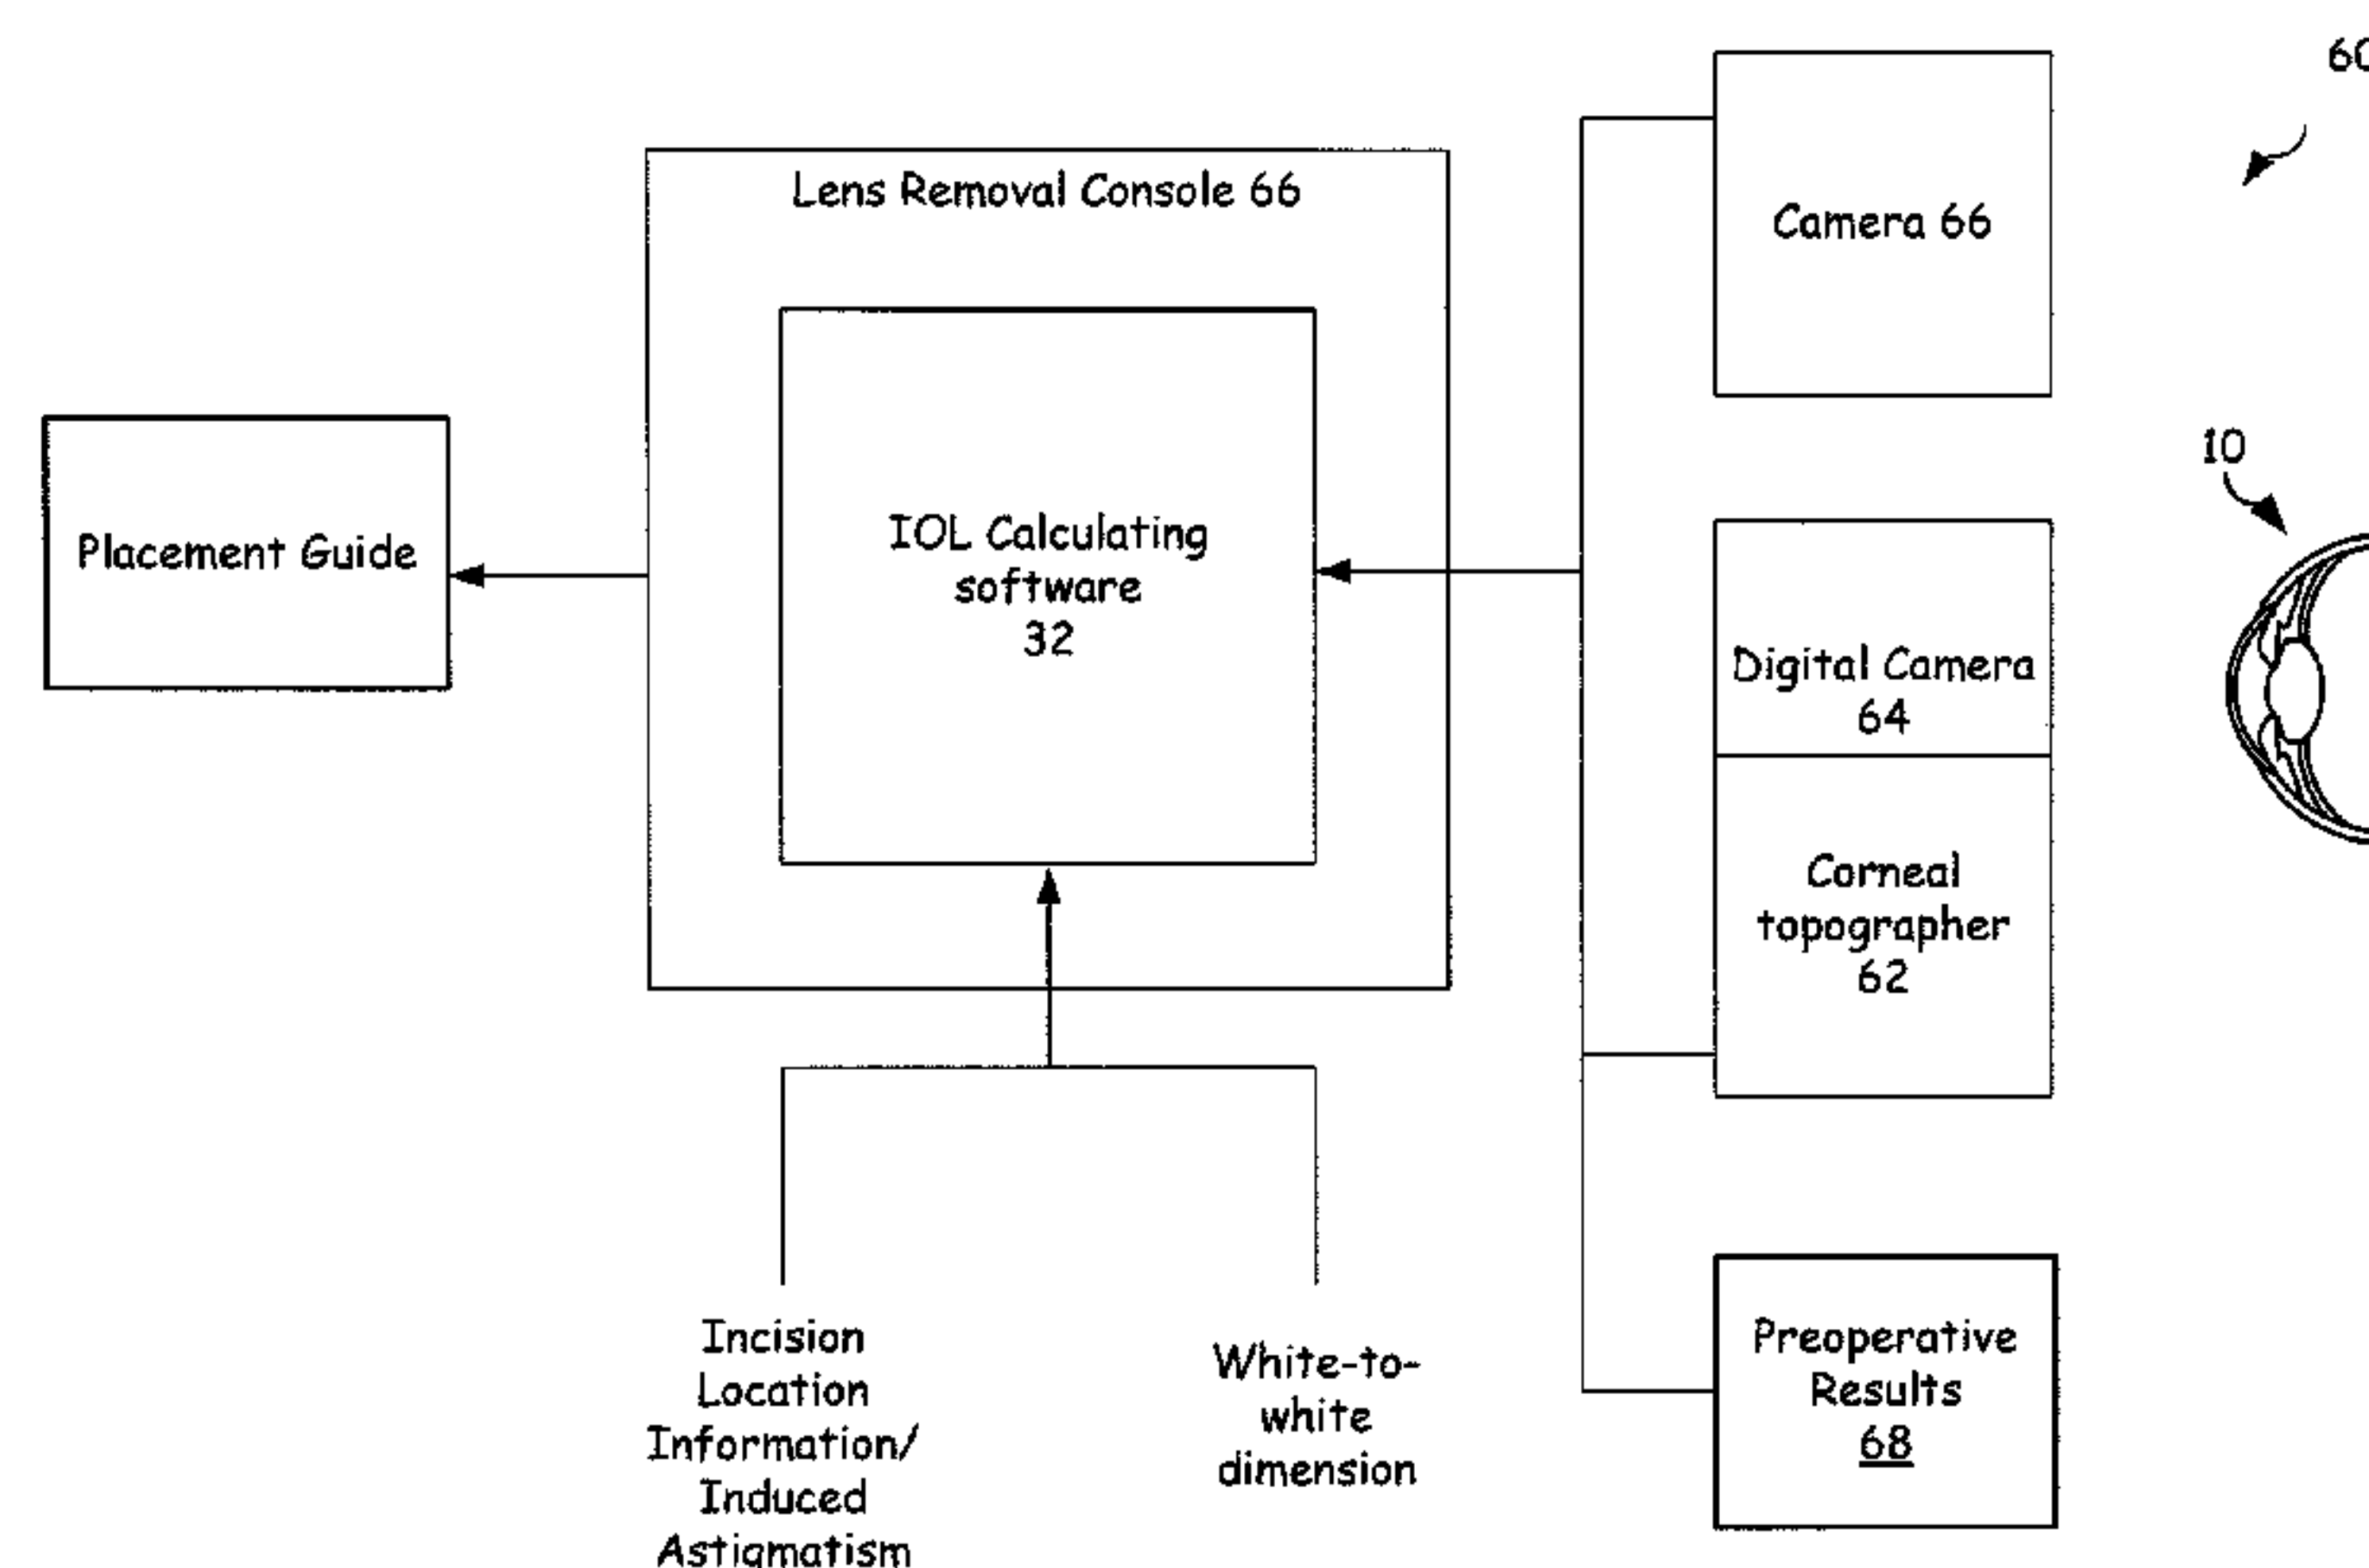 60
Lens Removal Console 66
Camera 66
10
Placement Guide
IOL Calculating
software
32
Digital Camera
64
Corneal
topographer
62
Incision
Location
Information/
Induced
Astigmatism
White-to-
white
dimension
Preoperative
Results
68